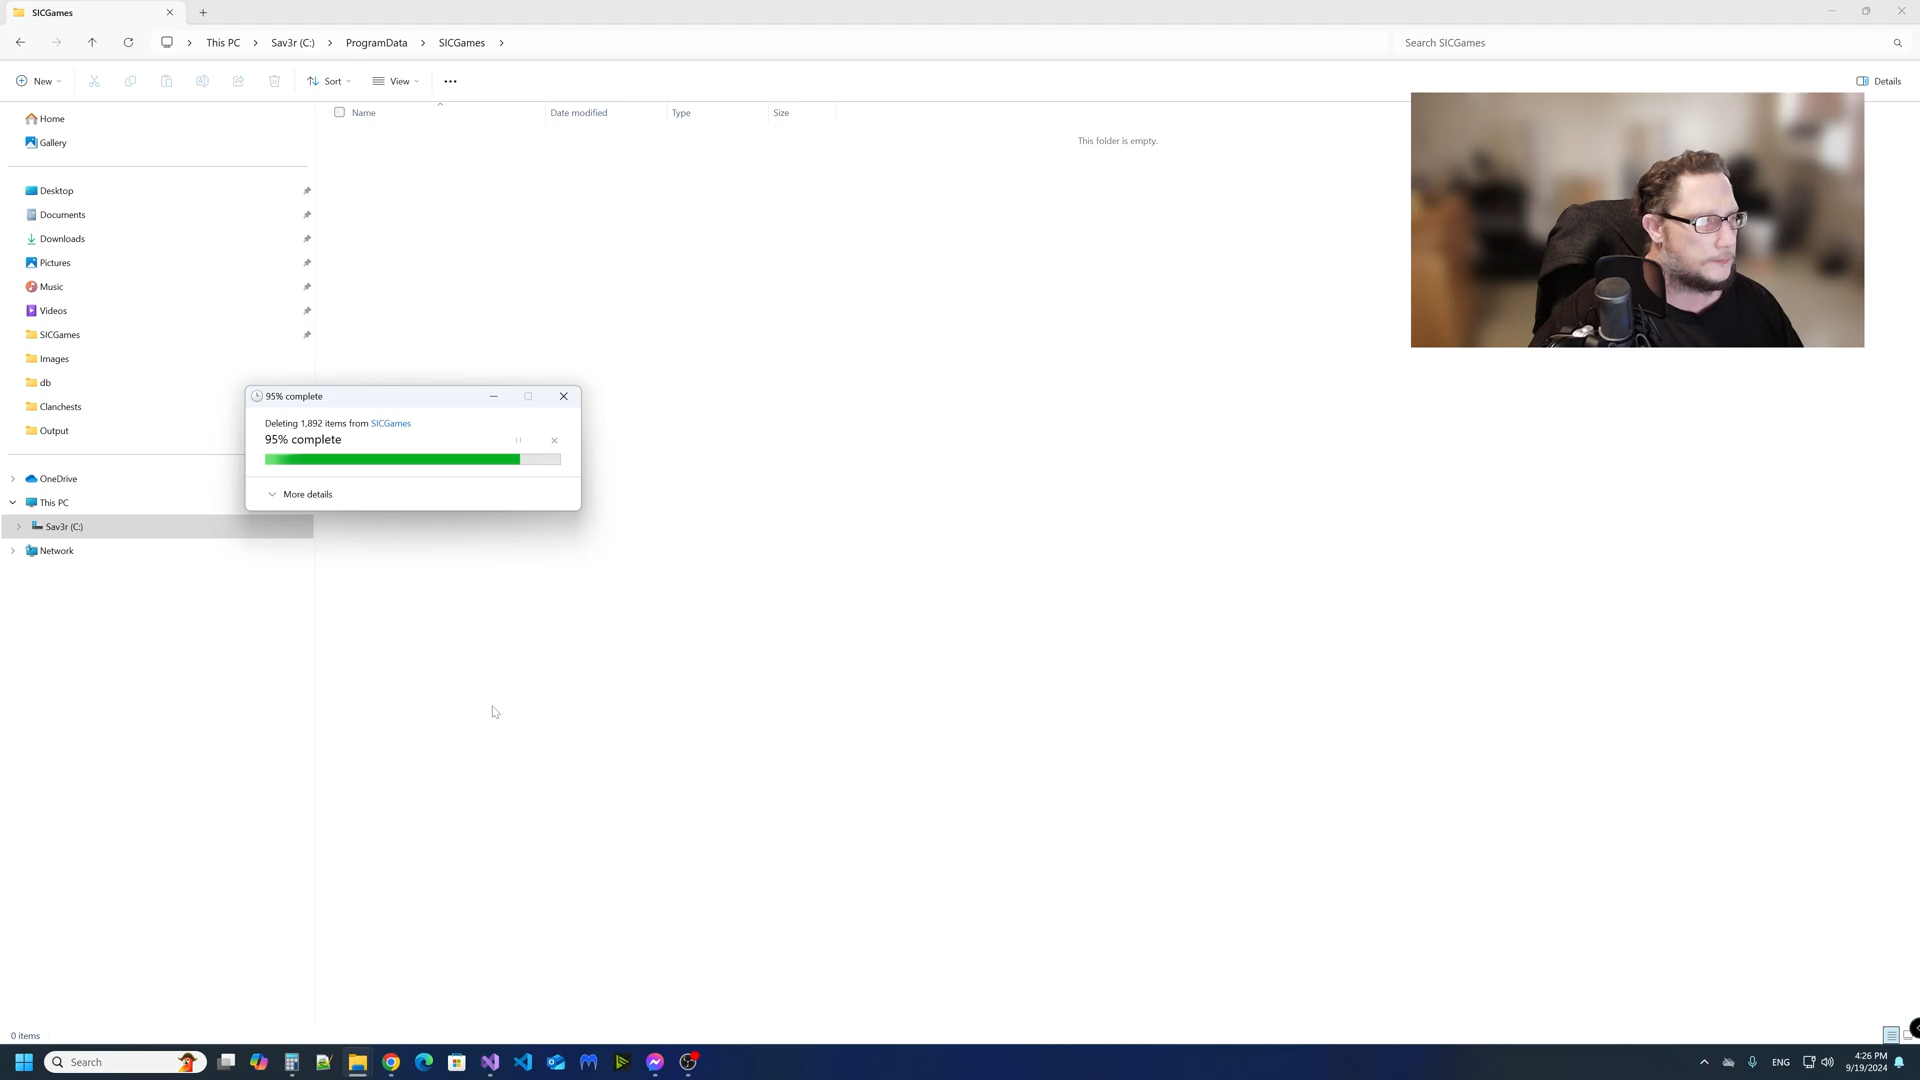 SICGames
This PC
Sav3r (C:)
ProgramData
SICGames
Search SICGames
New
Sort
View
Details
Home
Gallery
Desktop
Documents
Downloads
Pictures
Music
Videos
SICGames
Images
db
Clanchests
Output
OneDrive
This PC
Sav3r (C:)
Network
Name
Date modified
Type
Size
This folder is empty.
95% complete
Deleting 1,892 items from SICGames
95% complete
More details
0 items
Search
ENG
4:26 PM
9/19/2024